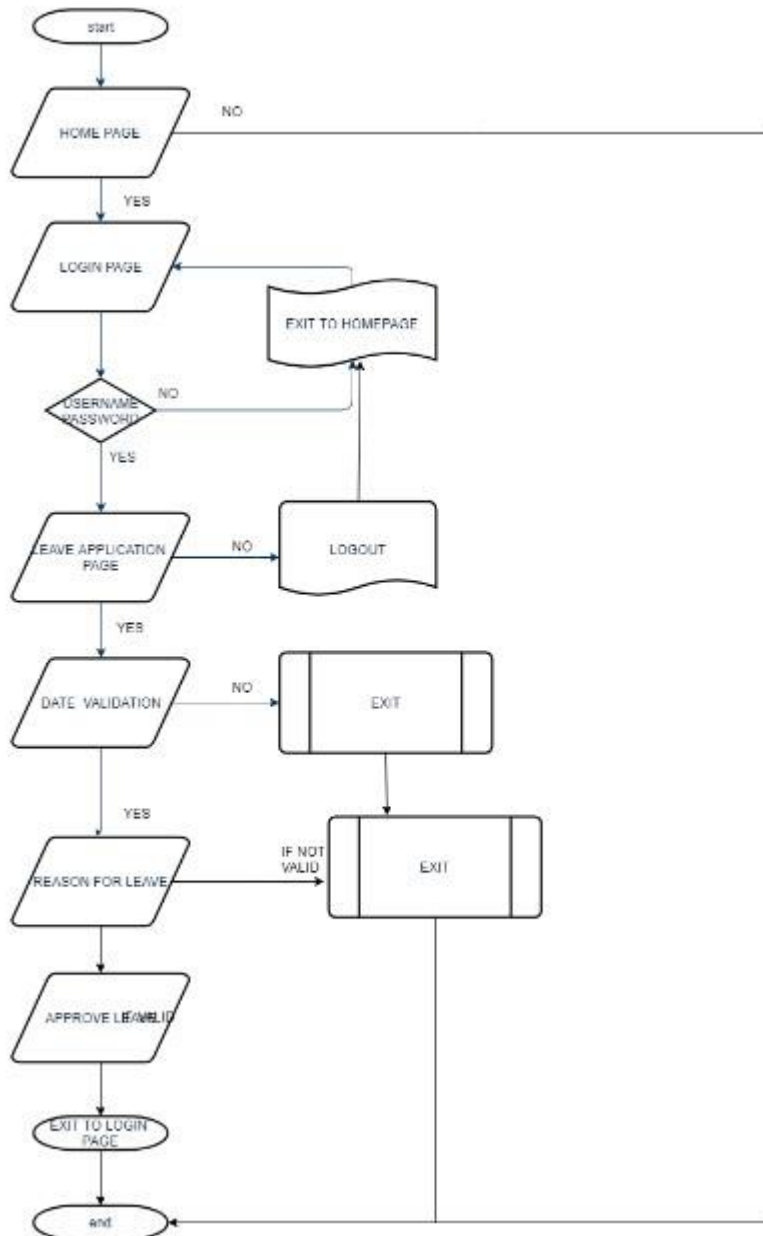 start
NO
HOME PAGE
YES
LOGIN PAGE
EXIT TO HOMEPAGE
NO
USERNAME
PASSWORD
YES
LEAVE APPLICATION
PAGE
NO
LOGOUT
YES
DATE VALIDATION
NO
EXIT
YES
REASON FOR LEAVE
IF NOT
VALID
EXIT
APPROVE LEAVE
IF VALID
EXIT TO LOGIN
PAGE
end